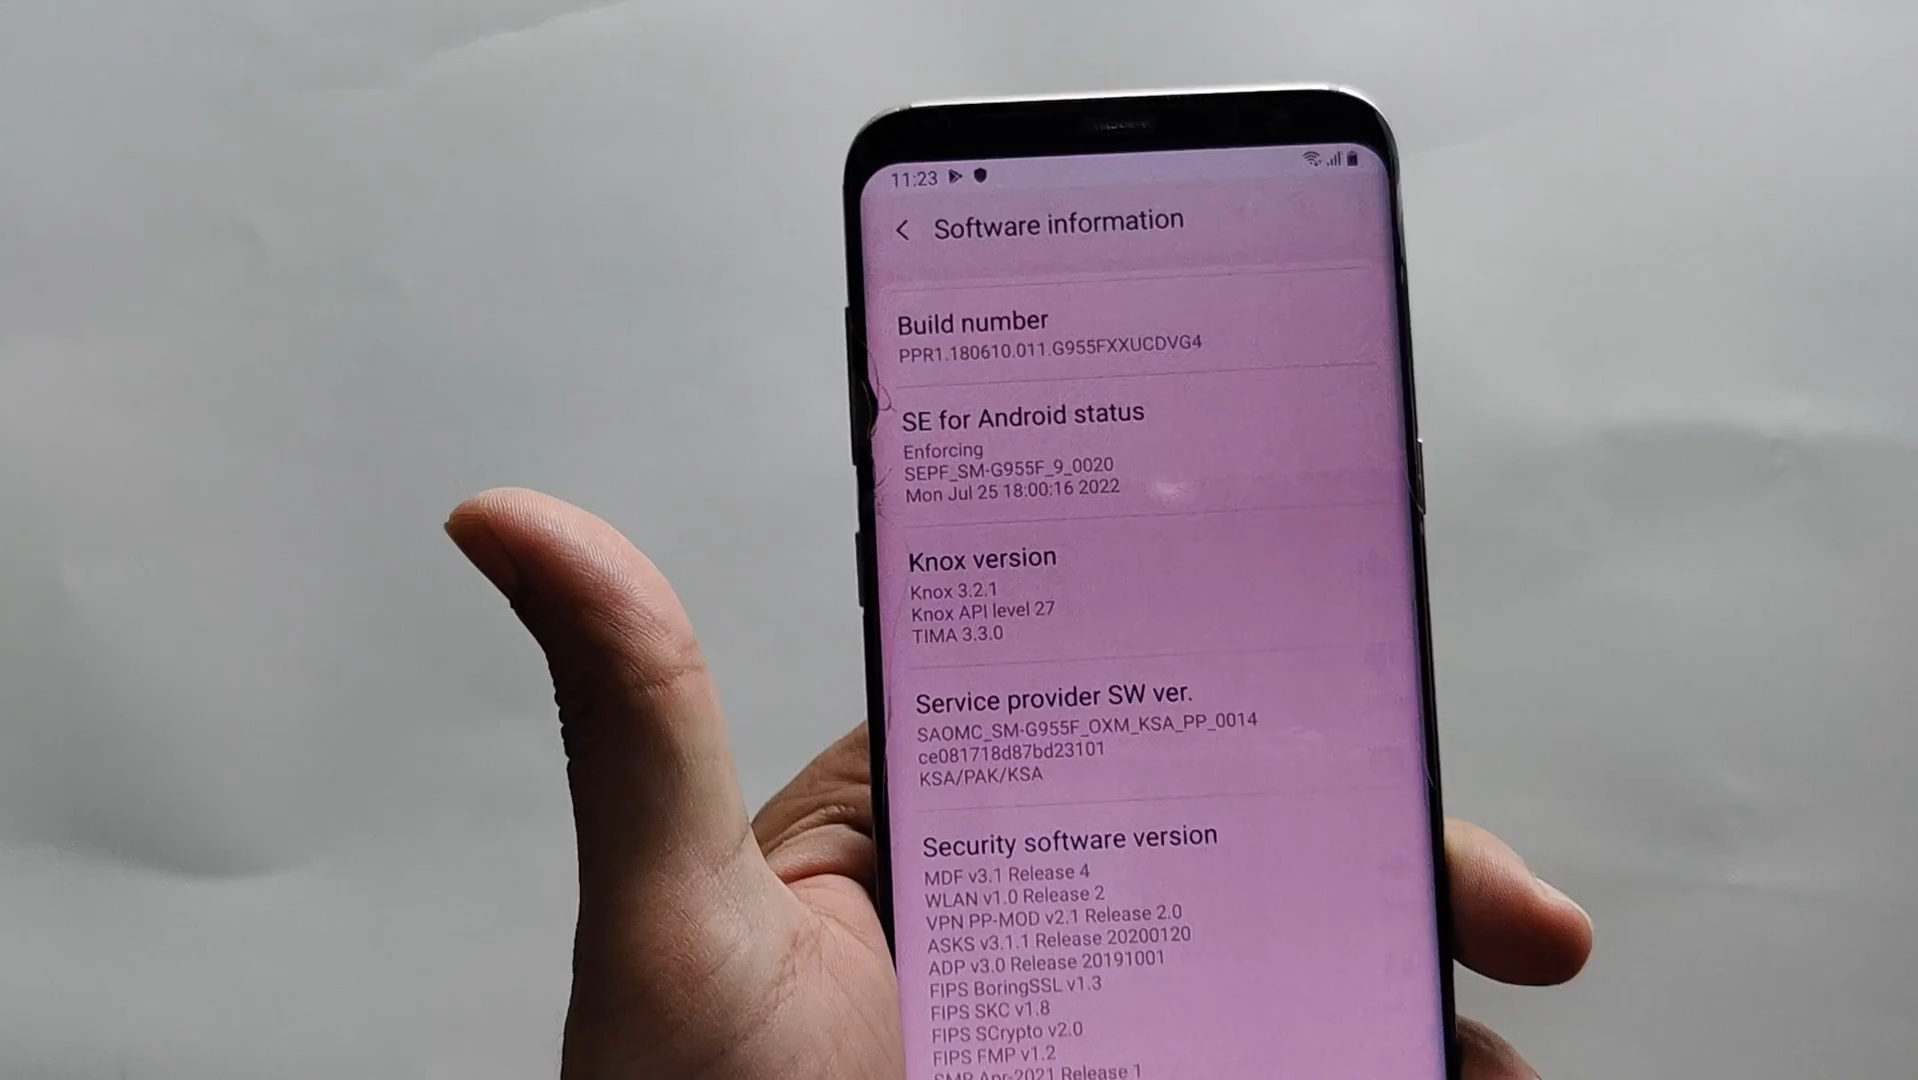 11:23
Software information
Build number
PPR1.180610.011.G955FXXUCDVG4
SE for Android status
Enforcing
SEPF_SM-G955F_9_0020
Mon Jul 25 18:00:16 2022
Knox version
Knox 3.2.1
Knox API level 27
TIMA 3.3.0
Service provider SW ver.
SAOMC_SM-G955F_OXM_KSA_PP_0014
ce081718d87bd23101
KSA/PAK/KSA
Security software version
MDF v3.1 Release 4
WLAN v1.0 Release 2
VPN PP-MOD v2.1 Release 2.0
ASKS v3.1.1 Release 20200120
ADP v3.0 Release 20191001
FIPS BoringSSL v1.3
FIPS SKC v1.8
FIPS SCrypto v2.0
FIPS FMP v1.2
SMR Apr-2021 Release 1